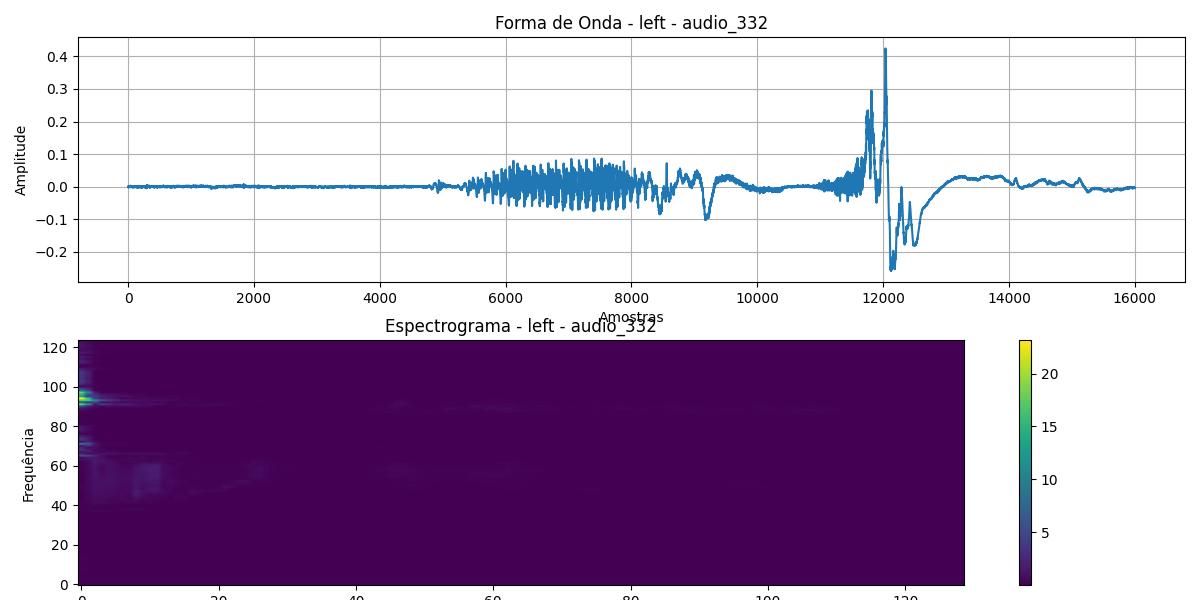 Forma de Onda - left - audio_332
0.4
0.3
0.2
0.1
0.0
−0.1
−0.2
Amplitude
0 2000 4000 6000 8000 10000 12000 14000 16000
Amostras
Espectrograma - left - audio_332
120
100
80
60
40
20
0
Frequência
0 20 40 60 80 100 120
20
15
10
5